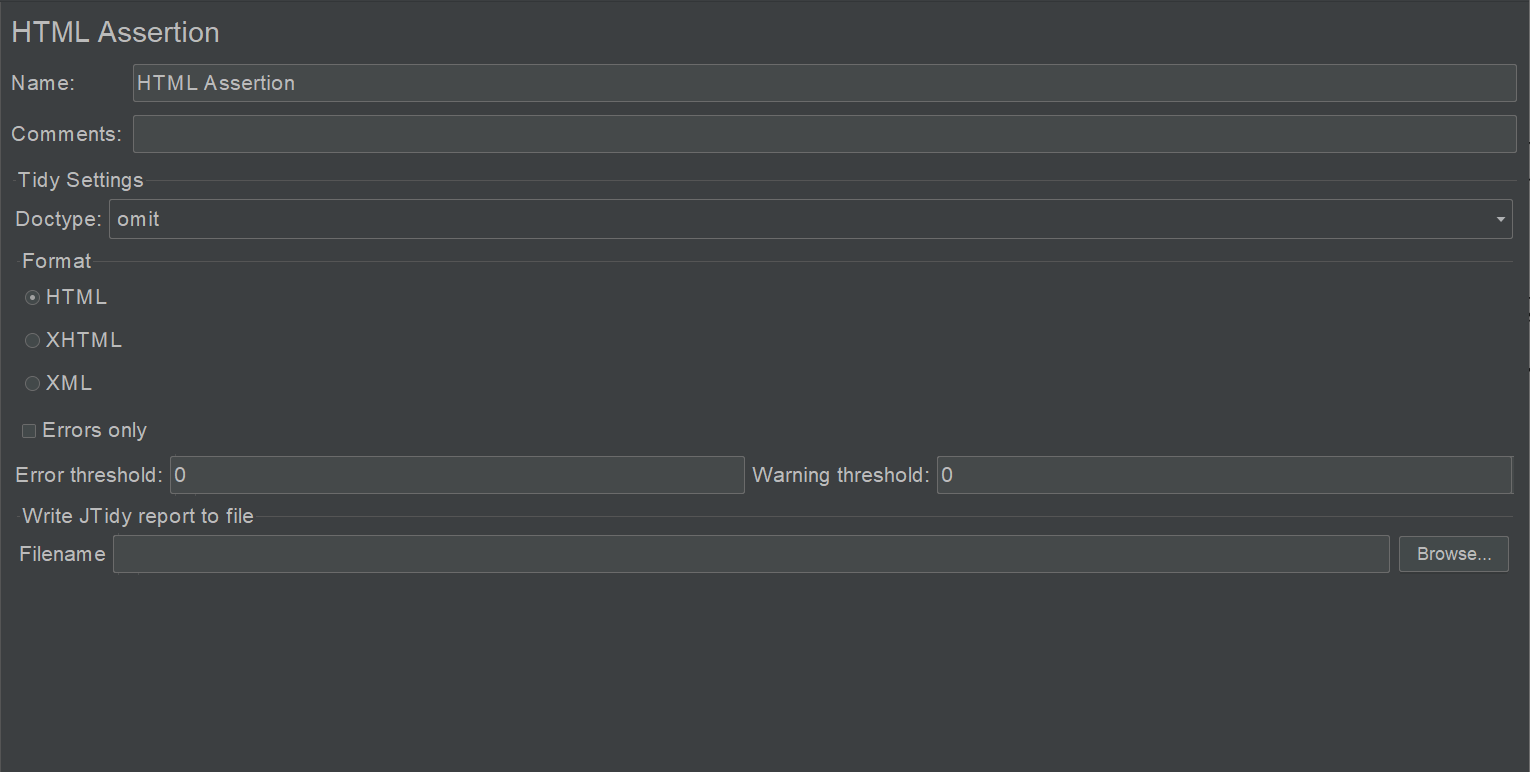 HTML Assertion
Name: HTML Assertion
Comments:
Tidy Settings
Doctype: omit
Format
HTML
XHTML
XML
Errors only
Error threshold: 0 Warning threshold: 0
Write JTidy report to file
Filename Browse...